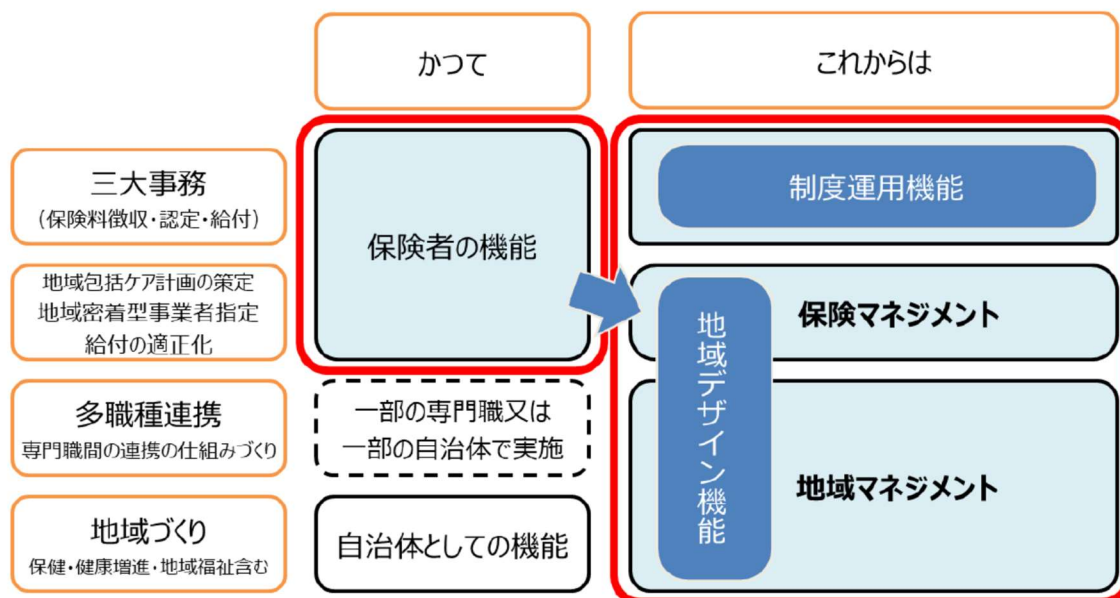 かつて
これからは
三大事務
(保険料徴収・認定・給付)
保険者の機能
制度運用機能
地域包括ケア計画の策定
地域密着型事業者指定
給付の適正化
保険マネジメント
地域デザイン機能
多職種連携
専門職間の連携の仕組みづくり
一部の専門職又は
一部の自治体で実施
地域マネジメント
地域づくり
保健・健康増進・地域福祉含む
自治体としての機能